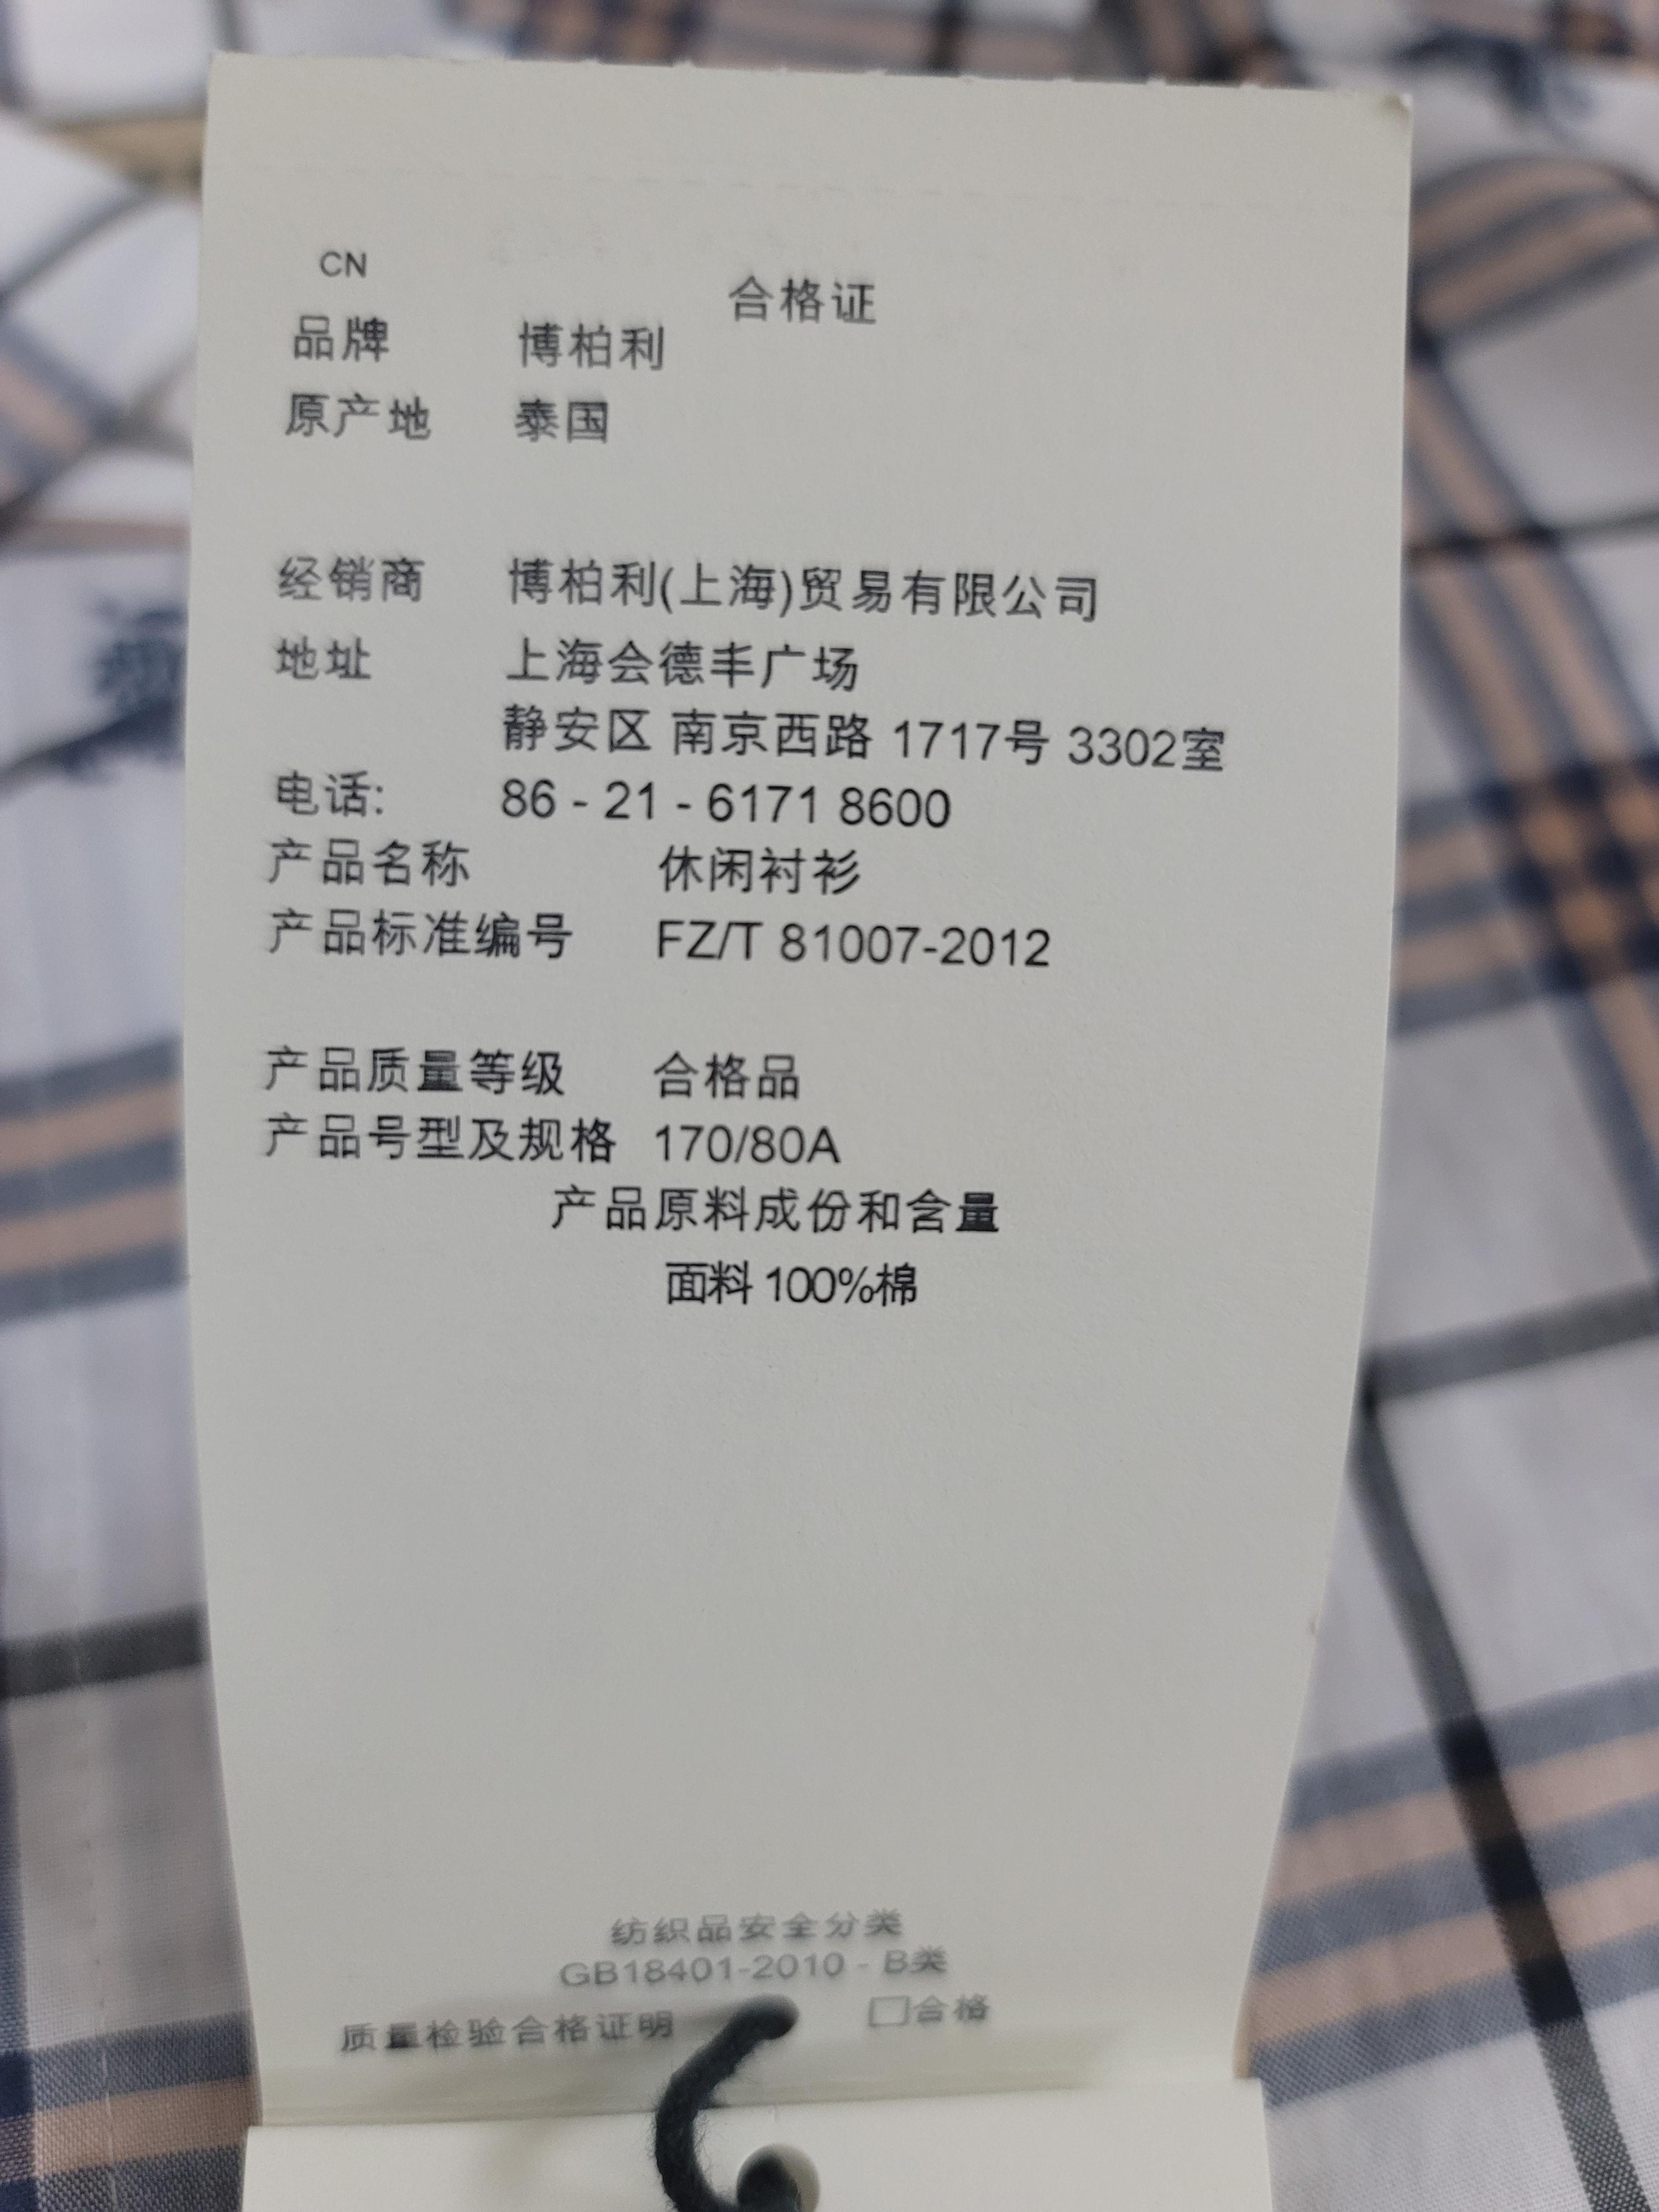 CN
合格证
品牌 博柏利
原产地 泰国
经销商 博柏利(上海)贸易有限公司
地址 上海会德丰广场
静安区 南京西路 1717号 3302室
电话: 86 - 21 - 6171 8600
产品名称 休闲衬衫
产品标准编号 FZ/T 81007-2012
产品质量等级 合格品
产品号型及规格 170/80A
产品原料成份和含量
面料 100%棉
纺织品安全分类
GB18401-2010 - B类
质量检验合格证明 □合格